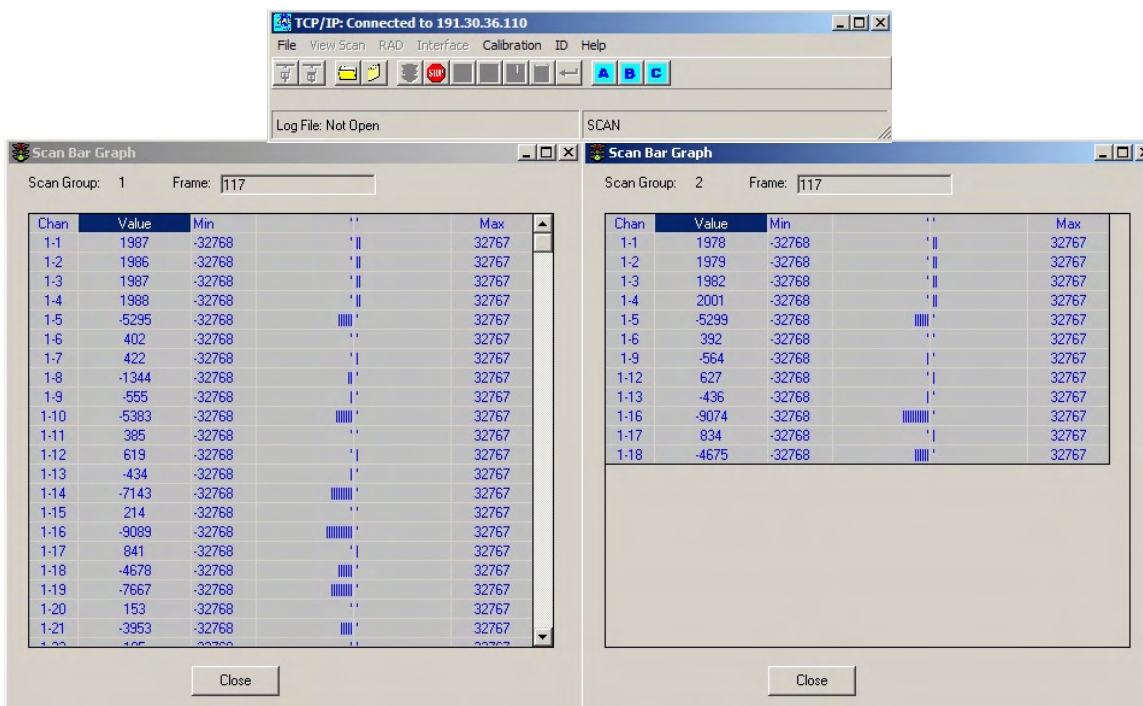 TCP/IP: Connected to 191.30.36.110
File View Scan RAD Interface Calibration ID Help
STOP A B C
Log File: Not Open SCAN
Scan Bar Graph
Scan Group: 1 Frame: 117
Chan Value Min Max
1-1 1987 -32768 32767
1-2 1986 -32768 32767
1-3 1987 -32768 32767
1-4 1988 -32768 32767
1-5 -5295 -32768 32767
1-6 402 -32768 32767
1-7 422 -32768 32767
1-8 -1344 -32768 32767
1-9 -555 -32768 32767
1-10 -5383 -32768 32767
1-11 385 -32768 32767
1-12 619 -32768 32767
1-13 -434 -32768 32767
1-14 -7143 -32768 32767
1-15 214 -32768 32767
1-16 -9089 -32768 32767
1-17 841 -32768 32767
1-18 -4678 -32768 32767
1-19 -7667 -32768 32767
1-20 153 -32768 32767
1-21 -3953 -32768 32767
Close
Scan Bar Graph
Scan Group: 2 Frame: 117
Chan Value Min Max
1-1 1978 -32768 32767
1-2 1979 -32768 32767
1-3 1982 -32768 32767
1-4 2001 -32768 32767
1-5 -5299 -32768 32767
1-6 392 -32768 32767
1-9 -564 -32768 32767
1-12 627 -32768 32767
1-13 -436 -32768 32767
1-16 -9074 -32768 32767
1-17 834 -32768 32767
1-18 -4675 -32768 32767
Close